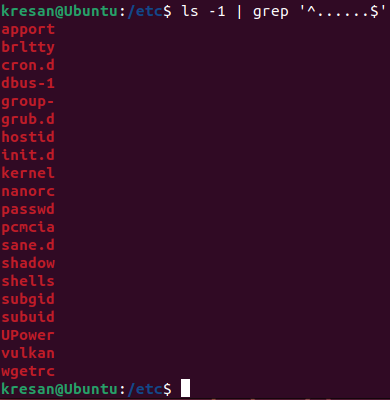 kresan@Ubuntu:/etc$ ls -1 | grep '^......$'
apport
brltty
cron.d
dbus-1
group-
grub.d
hostid
init.d
kernel
nanorc
passwd
pcmcia
sane.d
shadow
shells
subgid
subuid
UPower
vulkan
wgetrc
kresan@Ubuntu:/etc$